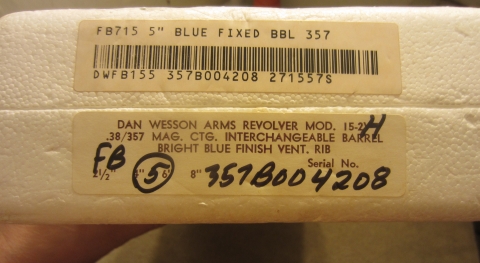 FB715 5" BLUE FIXED BBL 357
DWFB155 357B004208 271557S
DAN WESSON ARMS REVOLVER MOD. 15-2VH
.38/357 MAG. CTG. INTERCHANGEABLE BARREL
BRIGHT BLUE FINISH VENT. RIB
Serial No.
FB 5 357B004208
2½" 6" 8"